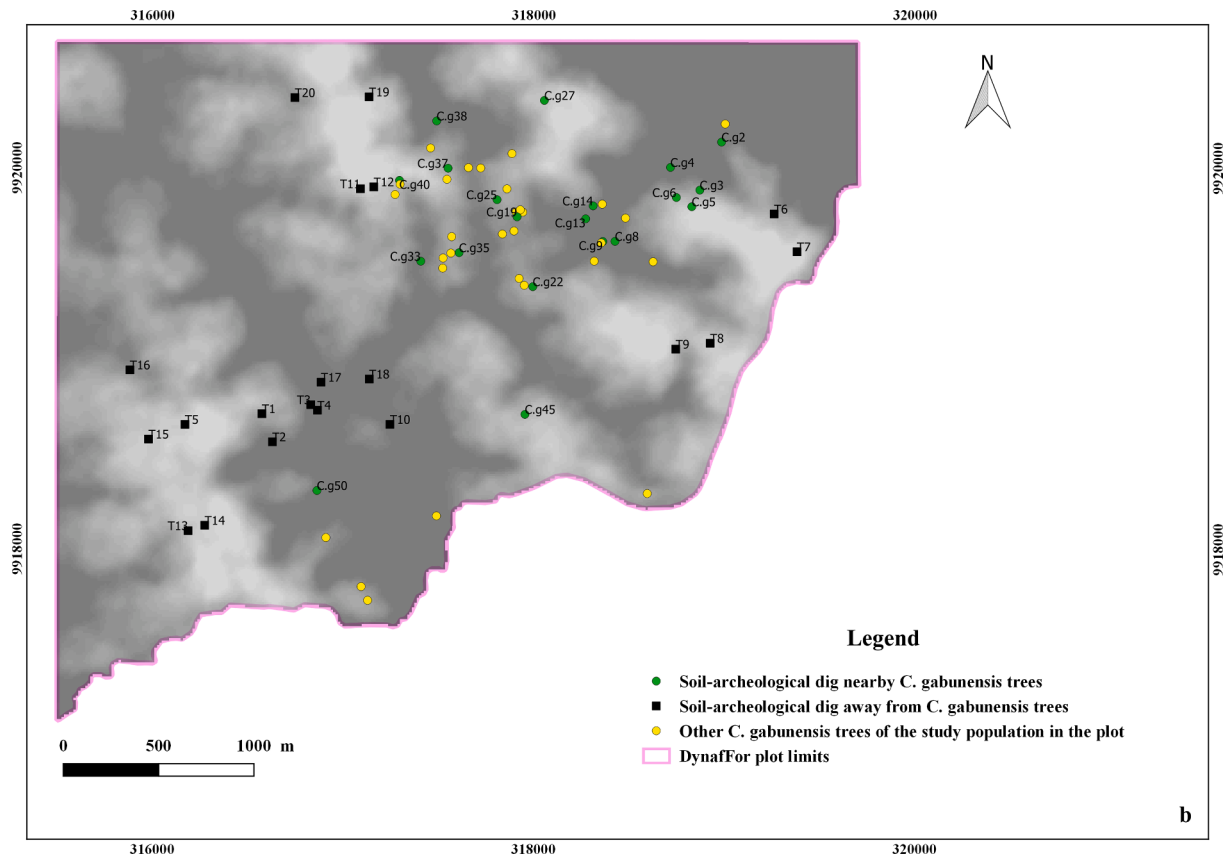 316000 318000 320000
N
T20 T19
C.g27
C.g38
C.g2
9920000 9920000
C.g37 C.g4
T11 T12 C.g40 C.g3
C.g25 C.g6
C.g14 C.g5
C.g19 T6
C.g13
C.g9 C.g8
C.g35 T7
C.g33
C.g22
T9 T8
T16
T17 T18
T3 T4
T1 C.g45
T5 T10
T15 T2
C.g50
T13 T14
9918000 9918000
Legend
Soil-archeological dig nearby C. gabunensis trees
Soil-archeological dig away from C. gabunensis trees
Other C. gabunensis trees of the study population in the plot
DynafFor plot limits
0 500 1000 m
b
316000 318000 320000